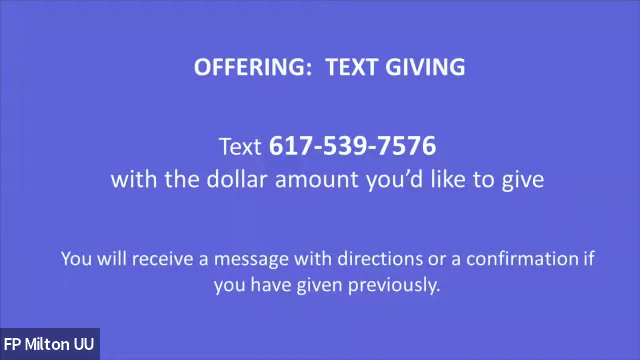 OFFERING:  TEXT GIVING
Text 617-539-7576
with the dollar amount you’d like to give
You will receive a message with directions or a confirmation if
you have given previously.
FP Milton UU